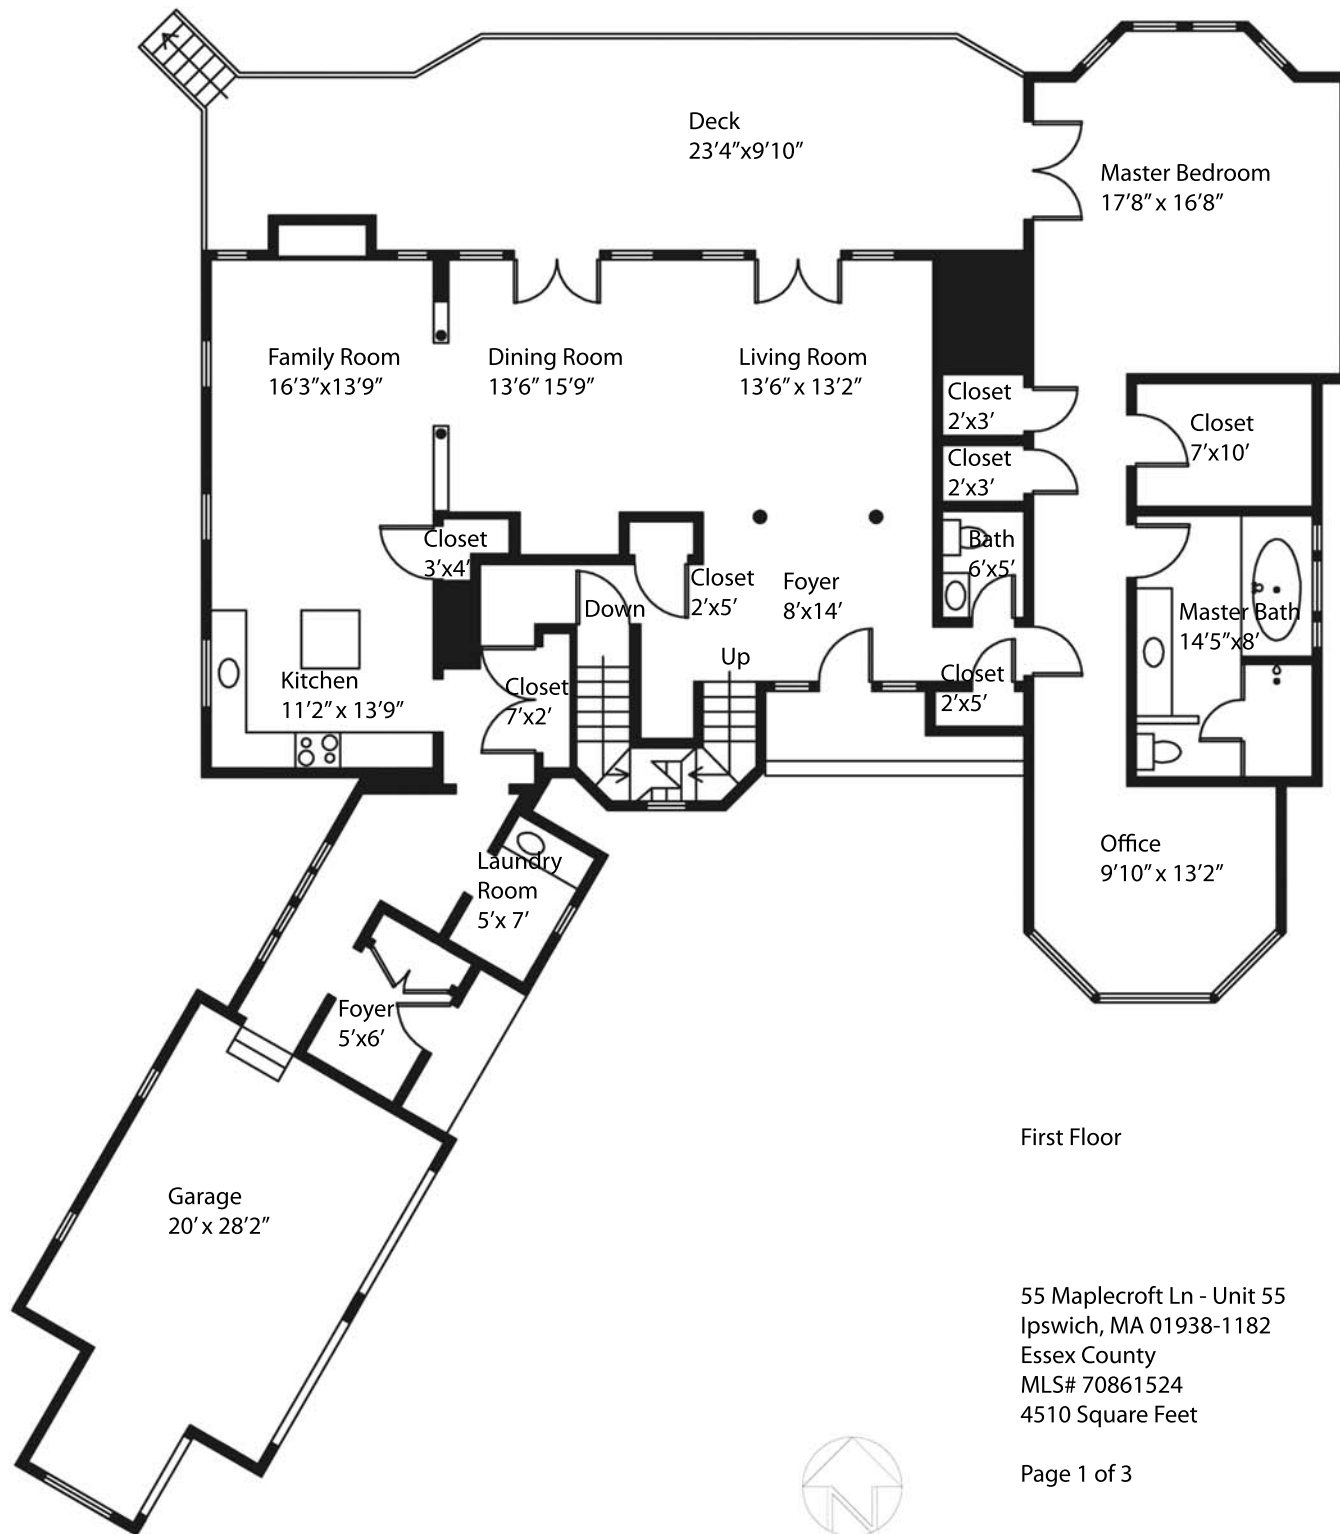 Deck
23'4"x9'10"
Master Bedroom
17'8" x 16'8"
Family Room
16'3"x13'9"
Dining Room
13'6" 15'9"
Living Room
13'6" x 13'2"
Closet
2'x3'
Closet
7'x10'
Closet
2'x3'
Closet
3'x4'
Bath
6'x5'
Closet
2'x5'
Foyer
8'x14'
Down
Master Bath
14'5"x8'
Up
Kitchen
11'2" x 13'9"
Closet
7'x2'
Closet
2'x5'
Office
9'10" x 13'2"
Laundry
Room
5'x 7'
Foyer
5'x6'
First Floor
Garage
20' x 28'2"
55 Maplecroft Ln - Unit 55
Ipswich, MA 01938-1182
Essex County
MLS# 70861524
4510 Square Feet
Page 1 of 3
N